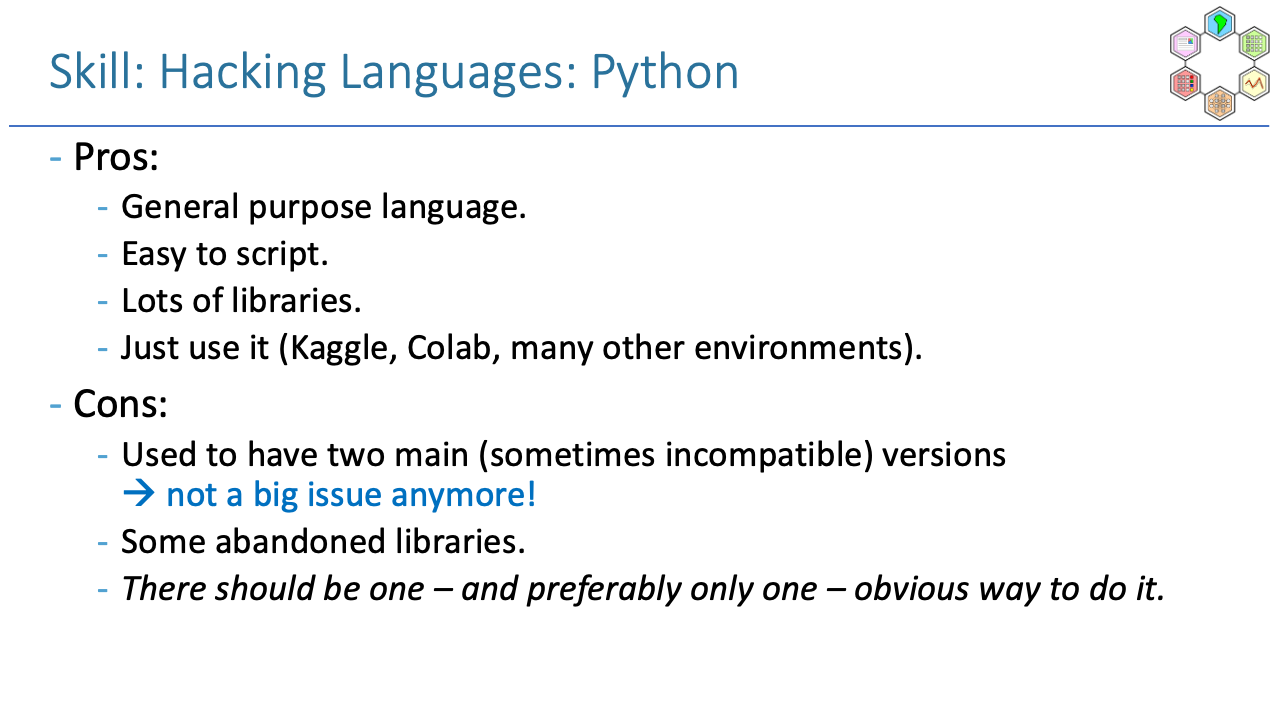 Skill: Hacking Languages: Python
- Pros:
- General purpose language.
- Easy to script.
- Lots of libraries.
- Just use it (Kaggle, Colab, many other environments).
- Cons:
- Used to have two main (sometimes incompatible) versions
→ not a big issue anymore!
- Some abandoned libraries.
- There should be one – and preferably only one – obvious way to do it.